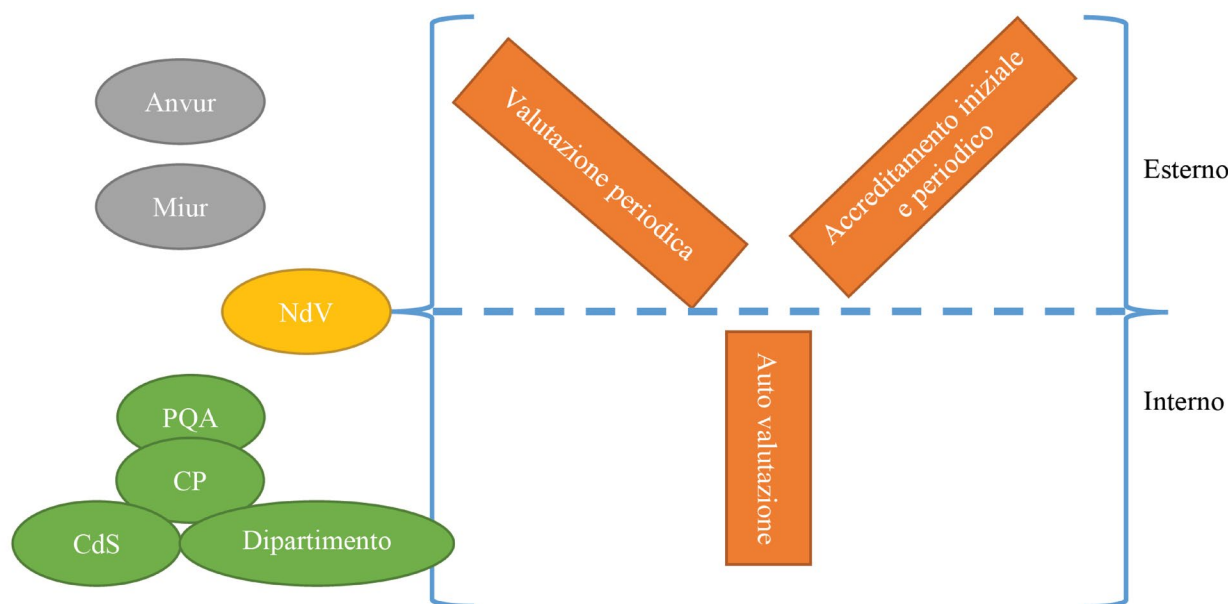 Anvur
Miur
NdV
PQA
CP
CdS
Dipartimento
Valutazione periodica
Accreditamento iniziale
e periodico
Auto valutazione
Esterno
Interno